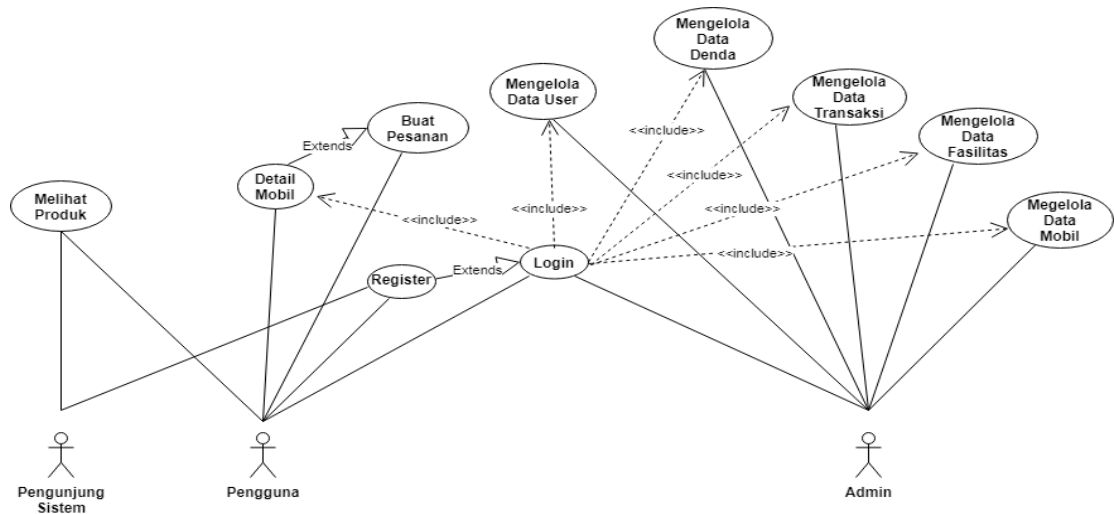 Mengelola
Data
Denda
Mengelola
Data User
Mengelola
Data
Transaksi
Buat
Pesanan
Mengelola
Data
Fasilitas
<<include>>
Extends
Detail
Mobil
<<include>>
Melihat
Produk
<<include>>
<<include>>
<<include>>
Megelola
Data
Mobil
<<include>>
Login
Extends
Register
Pengunjung
Sistem
Pengguna
Admin